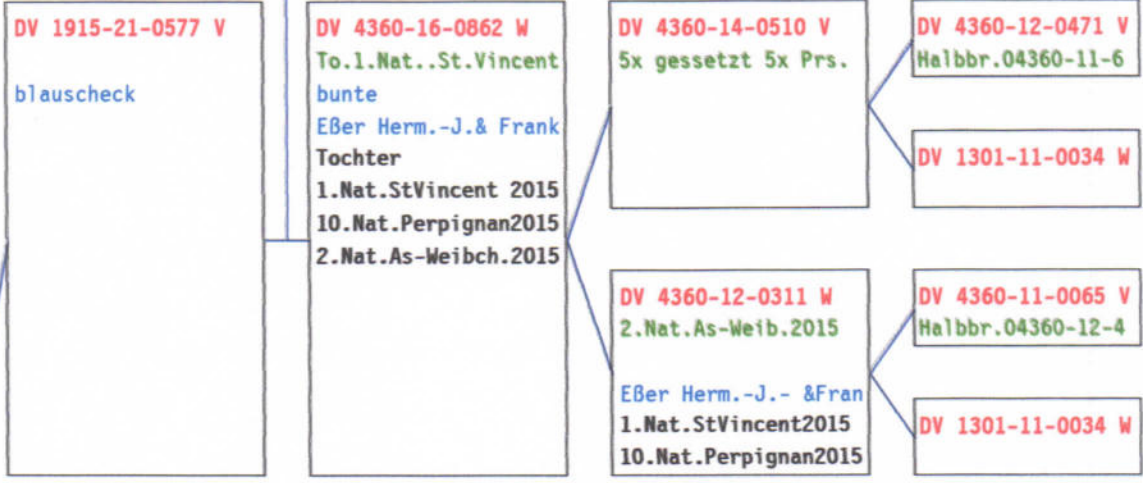 DV 1915-21-0577 V
blauscheck
DV 4360-16-0862 W
To.1.Nat..St.Vincent
bunte
Eßer Herm.-J.& Frank
Tochter
1.Nat.StVincent 2015
10.Nat.Perpignan2015
2.Nat.As-Weibch.2015
DV 4360-14-0510 V
5x gessetzt 5x Prs.
DV 4360-12-0311 W
2.Nat.As-Weib.2015
Eßer Herm.-J.- &Fran
1.Nat.StVincent2015
10.Nat.Perpignan2015
DV 4360-12-0471 V
Halbbr.04360-11-6
DV 1301-11-0034 W
DV 4360-11-0065 V
Halbbr.04360-12-4
DV 1301-11-0034 W